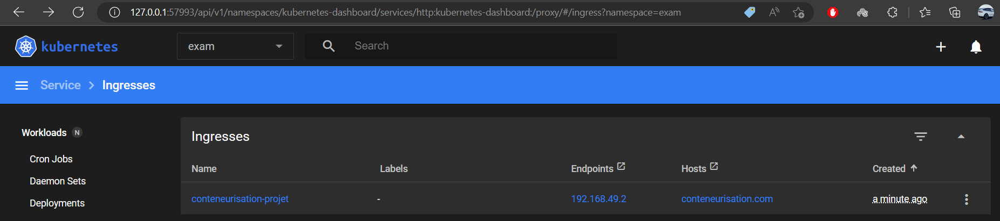 127.0.0.1:57993/api/v1/namespaces/kubernetes-dashboard/services/http:kubernetes-dashboard:/proxy/#/ingress?namespace=exam
kubernetes
exam
Search
Service
Ingresses
Workloads N
Cron Jobs
Daemon Sets
Deployments
Ingresses
Name Labels Endpoints Hosts Created
conteneurisation-projet - 192.168.49.2 conteneurisation.com a minute ago